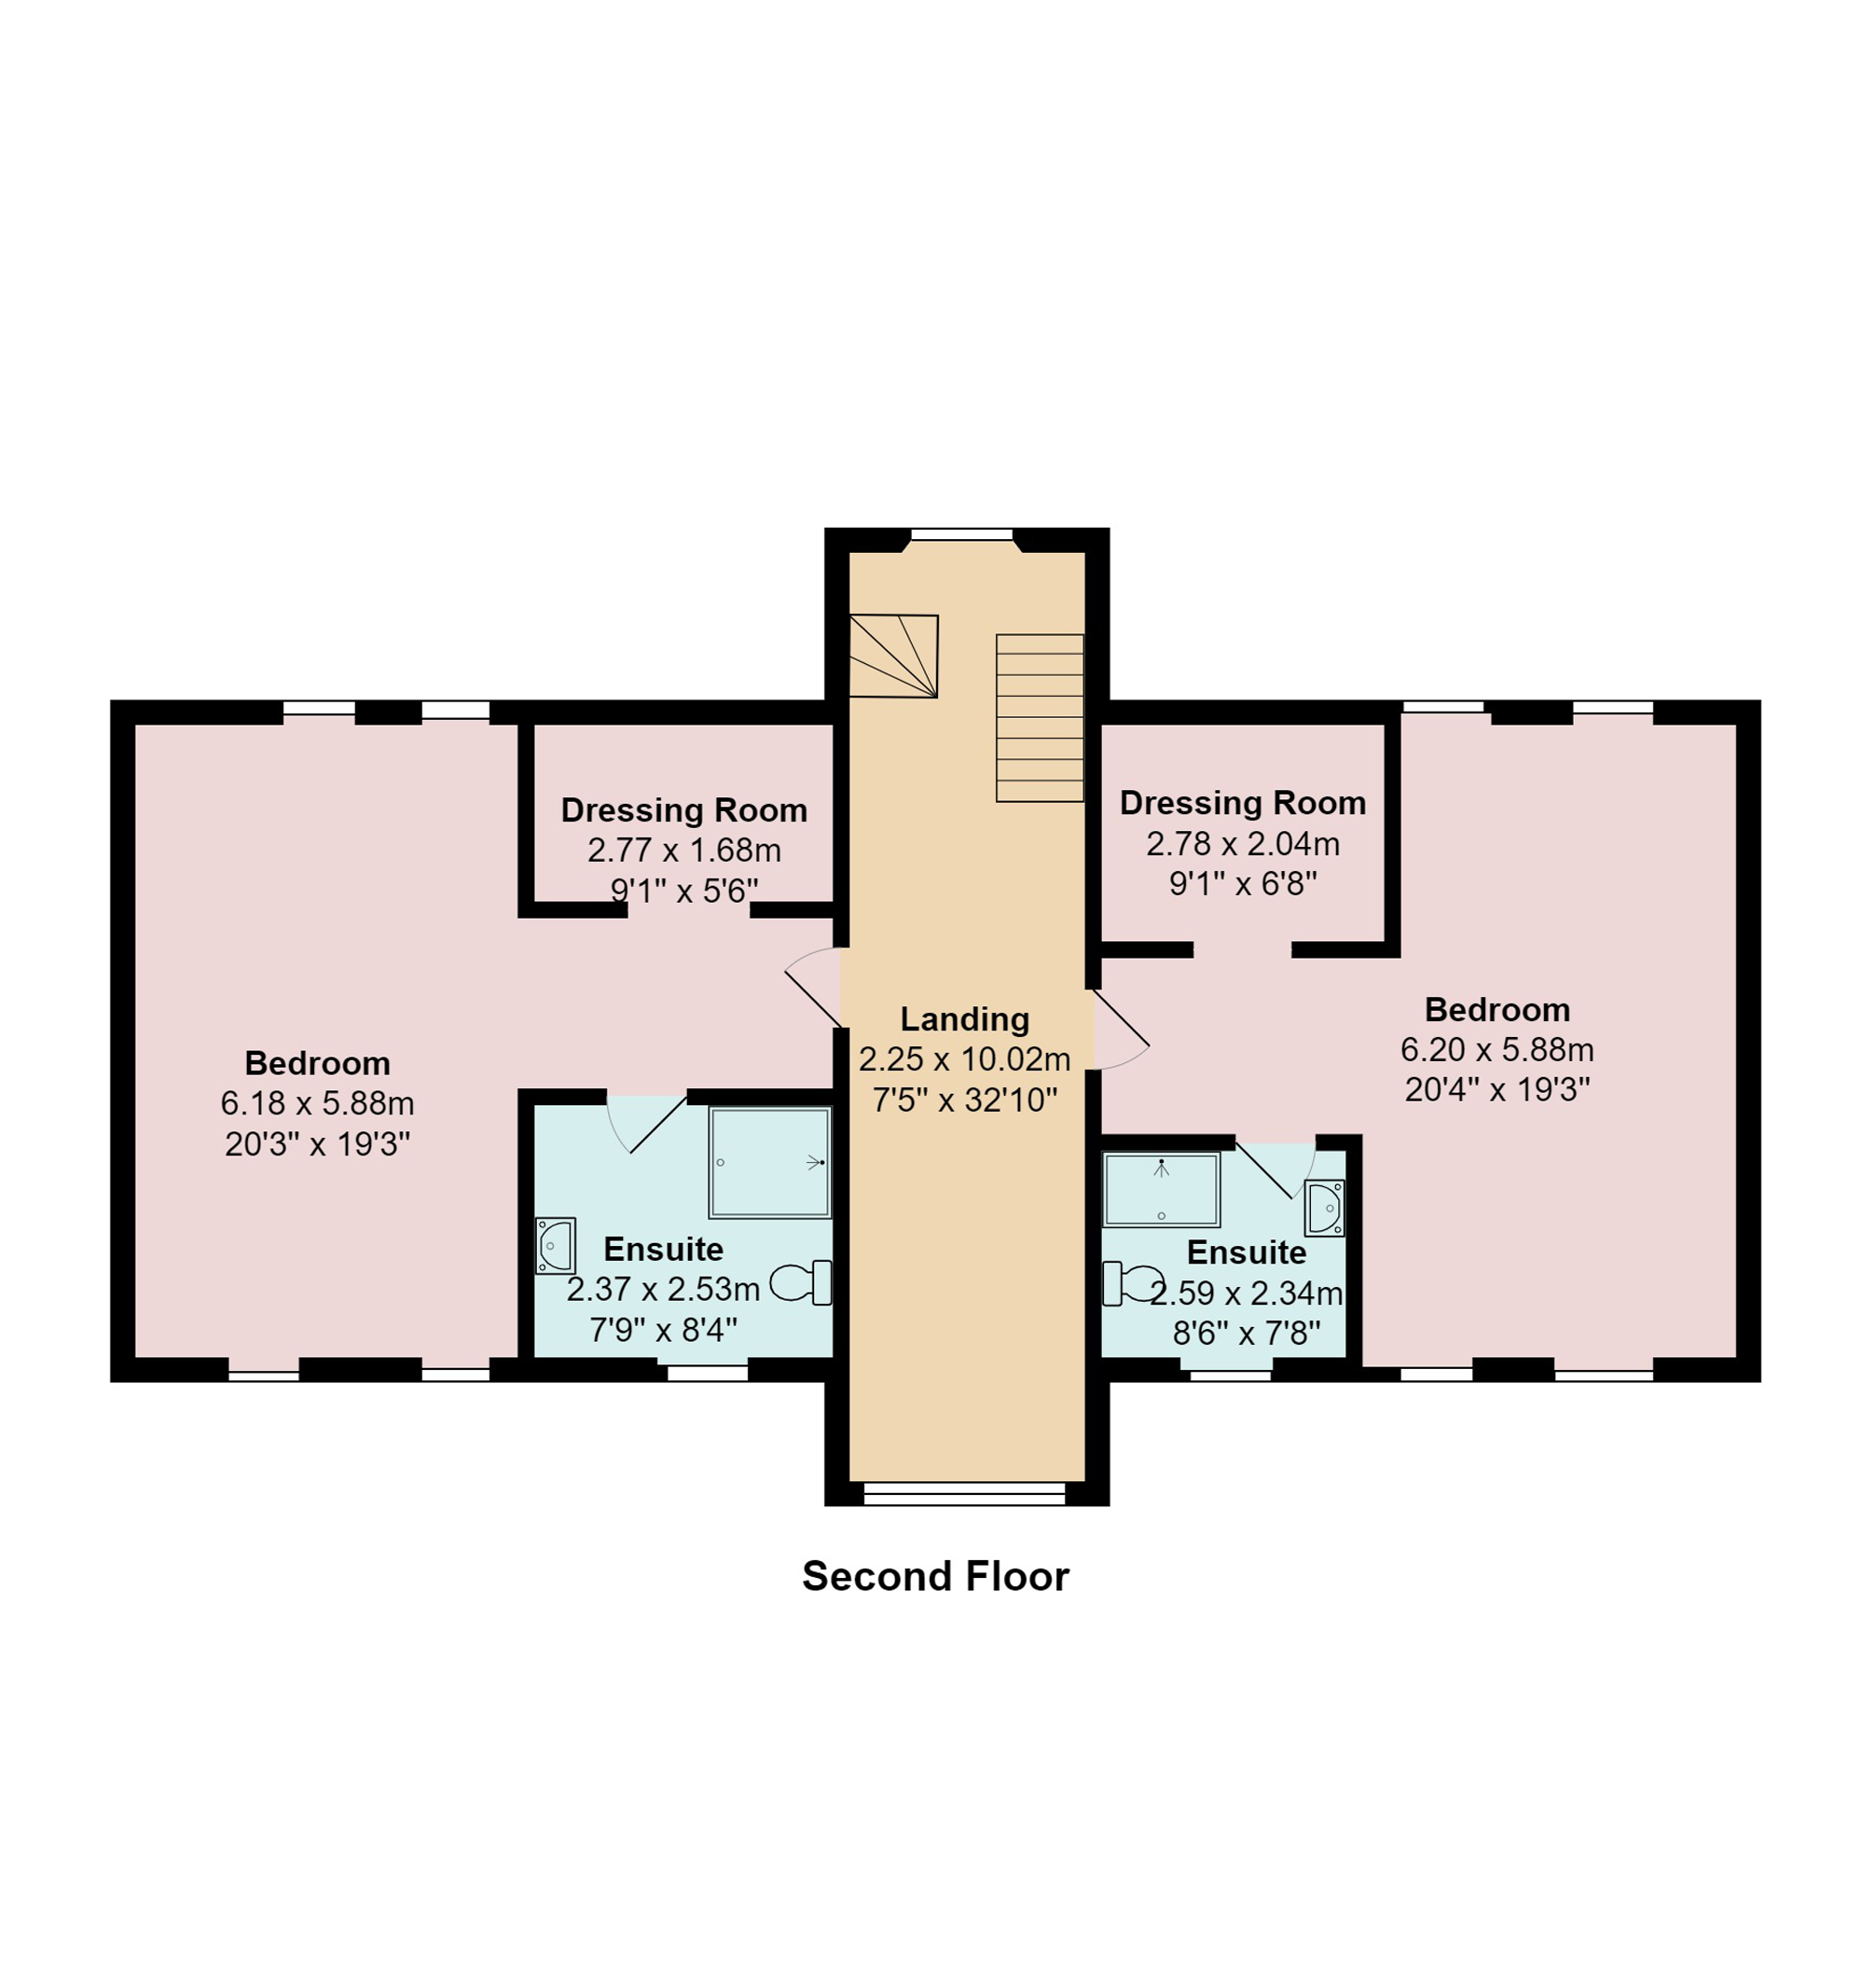 Dressing Room
2.77 x 1.68m
9'1" x 5'6"
Dressing Room
2.78 x 2.04m
9'1" x 6'8"
Bedroom
6.18 x 5.88m
20'3" x 19'3"
Landing
2.25 x 10.02m
7'5" x 32'10"
Bedroom
6.20 x 5.88m
20'4" x 19'3"
Ensuite
2.37 x 2.53m
7'9" x 8'4"
Ensuite
2.59 x 2.34m
8'6" x 7'8"
Second Floor